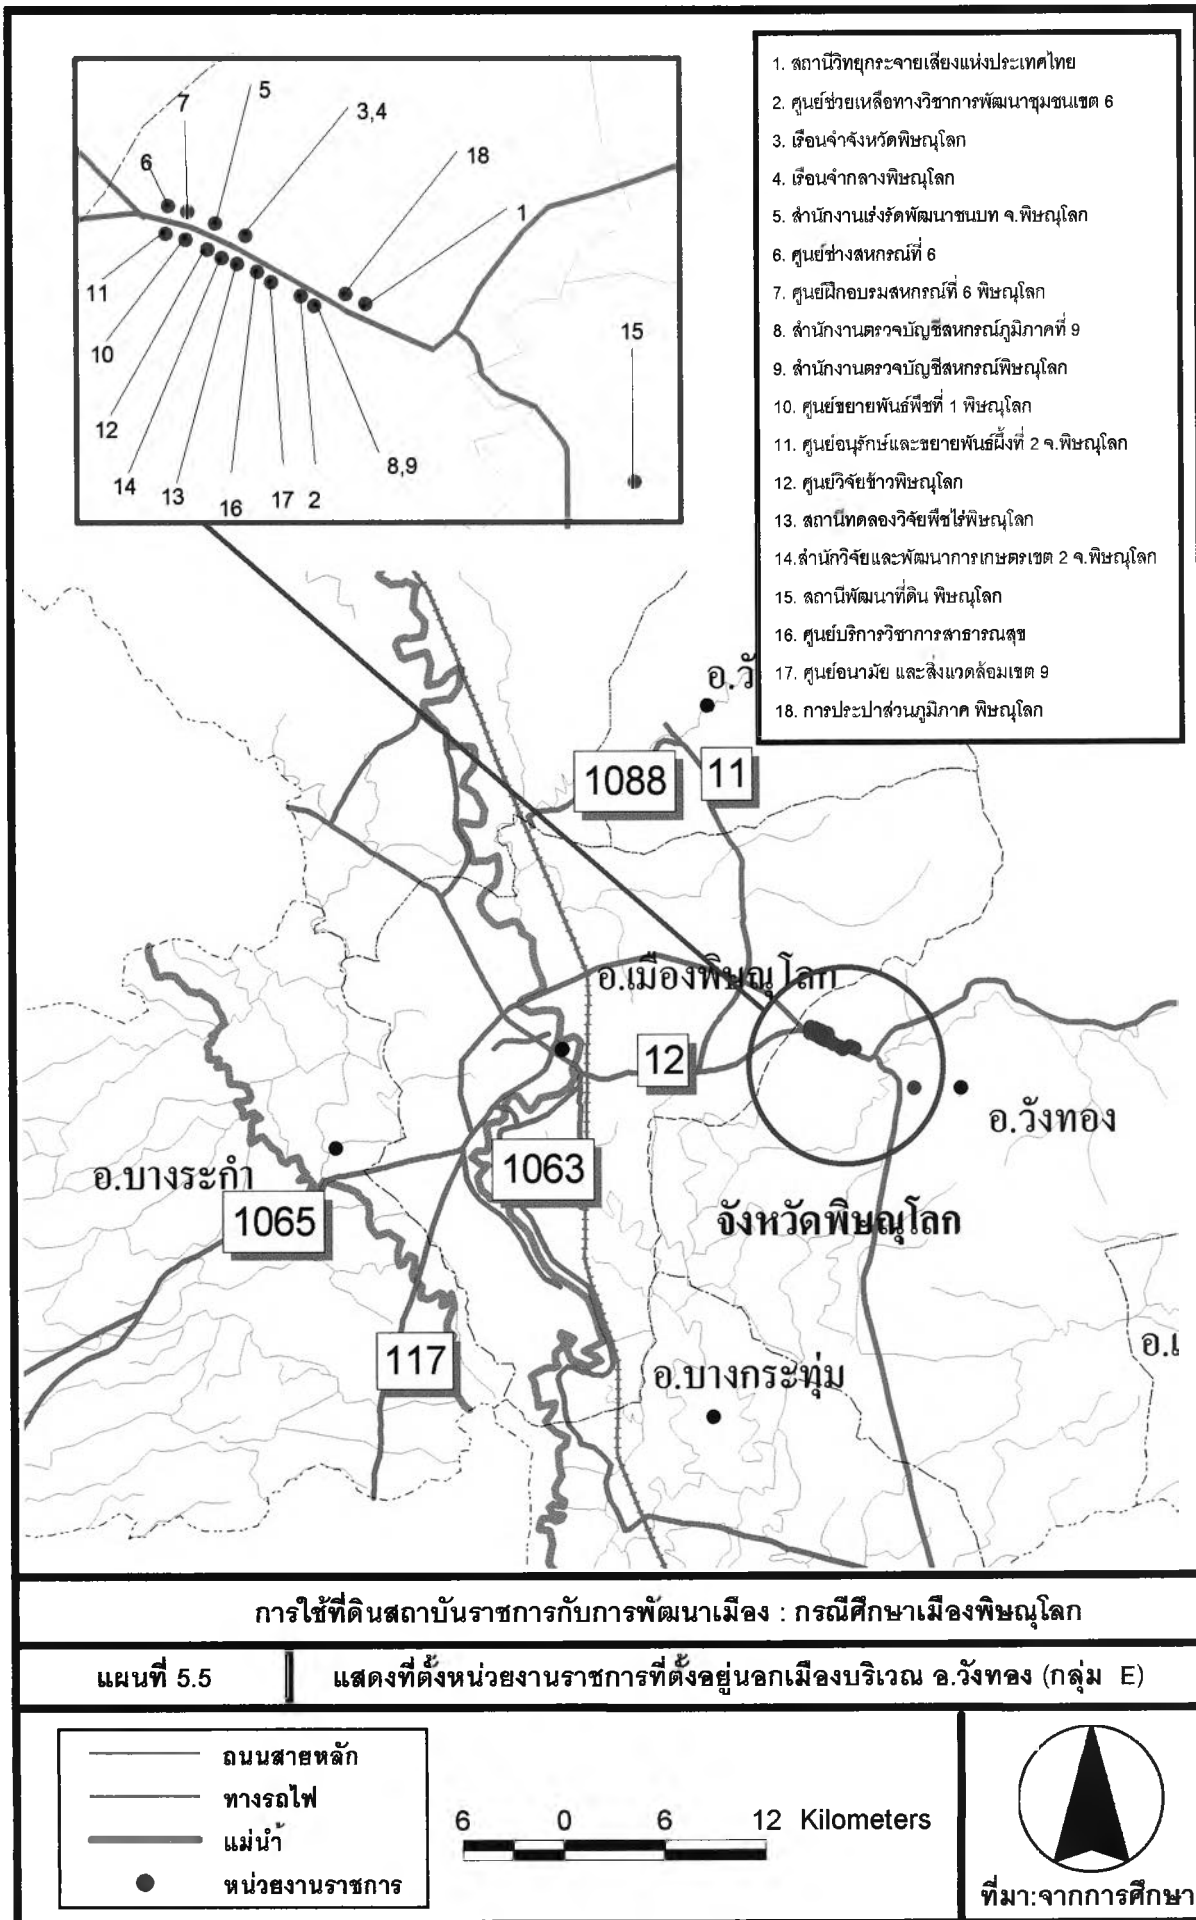 1. สถานีวิทยุกระจายเสียงแห่งประเทศไทย
2. ศูนย์ช่วยเหลือทางวิชาการพัฒนาชุมชนเขต 6
3. เรือนจำจังหวัดพิษณุโลก
4. เรือนจำกลางพิษณุโลก
5. สำนักงานเร่งรัดพัฒนาชนบท จ.พิษณุโลก
6. ศูนย์ช่างสหกรณ์ที่ 6
7. ศูนย์ฝึกอบรมสหกรณ์ที่ 6 พิษณุโลก
8. สำนักงานตรวจบัญชีสหกรณ์ภูมิภาคที่ 9
9. สำนักงานตรวจบัญชีสหกรณ์พิษณุโลก
10. ศูนย์ขยายพันธ์พืชที่ 1 พิษณุโลก
11. ศูนย์อนุรักษ์และขยายพันธ์ผึ้งที่ 2 จ.พิษณุโลก
12. ศูนย์วิจัยข้าวพิษณุโลก
13. สถานีทดลองวิจัยพืชไร่พิษณุโลก
14.สำนักวิจัยและพัฒนาการเกษตรเขต 2 จ.พิษณุโลก
15. สถานีพัฒนาที่ดิน พิษณุโลก
16. ศูนย์บริการวิชาการสาธารณสุข
17. ศูนย์อนามัย และสิ่งแวดล้อมเขต 9
18. การประปาส่วนภูมิภาค พิษณุโลก
7
5
3,4
18
6
1
11
10
15
12
14
13
16
17
2
8,9
อ.วั
1088
11
อ.เมืองพิษณุโลก
12
อ.วังทอง
1063
อ.บางระกำ
1065
จังหวัดพิษณุโลก
117
อ.บางกระทุ่ม
อ.เ
การใช้ที่ดินสถาบันราชการกับการพัฒนาเมือง : กรณีศึกษาเมืองพิษณุโลก
แผนที่ 5.5
แสดงที่ตั้งหน่วยงานราชการที่ตั้งอยู่นอกเมืองบริเวณ อ.วังทอง (กลุ่ม E)
ถนนสายหลัก
ทางรถไฟ
แม่น้ำ
หน่วยงานราชการ
6 0 6 12 Kilometers
ที่มา:จากการศึกษา